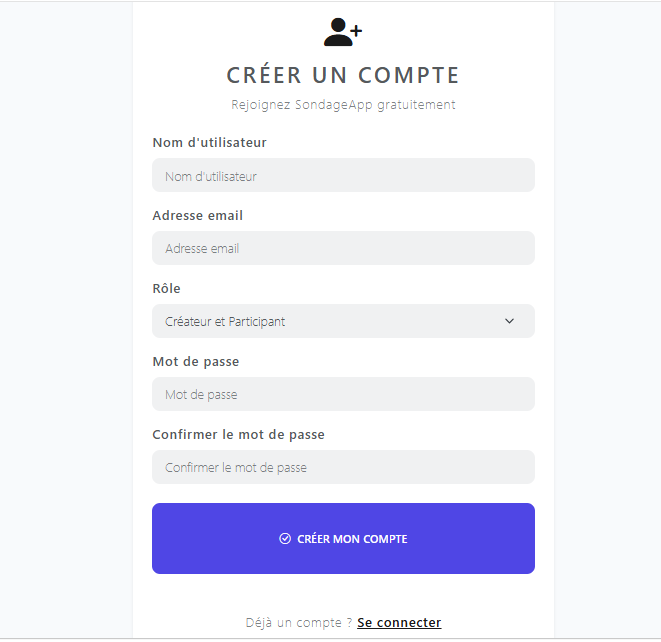 CRÉER UN COMPTE
Rejoignez SondageApp gratuitement
Nom d'utilisateur
Nom d'utilisateur
Adresse email
Adresse email
Rôle
Créateur et Participant
Mot de passe
Mot de passe
Confirmer le mot de passe
Confirmer le mot de passe
CRÉER MON COMPTE
Déjà un compte ? Se connecter